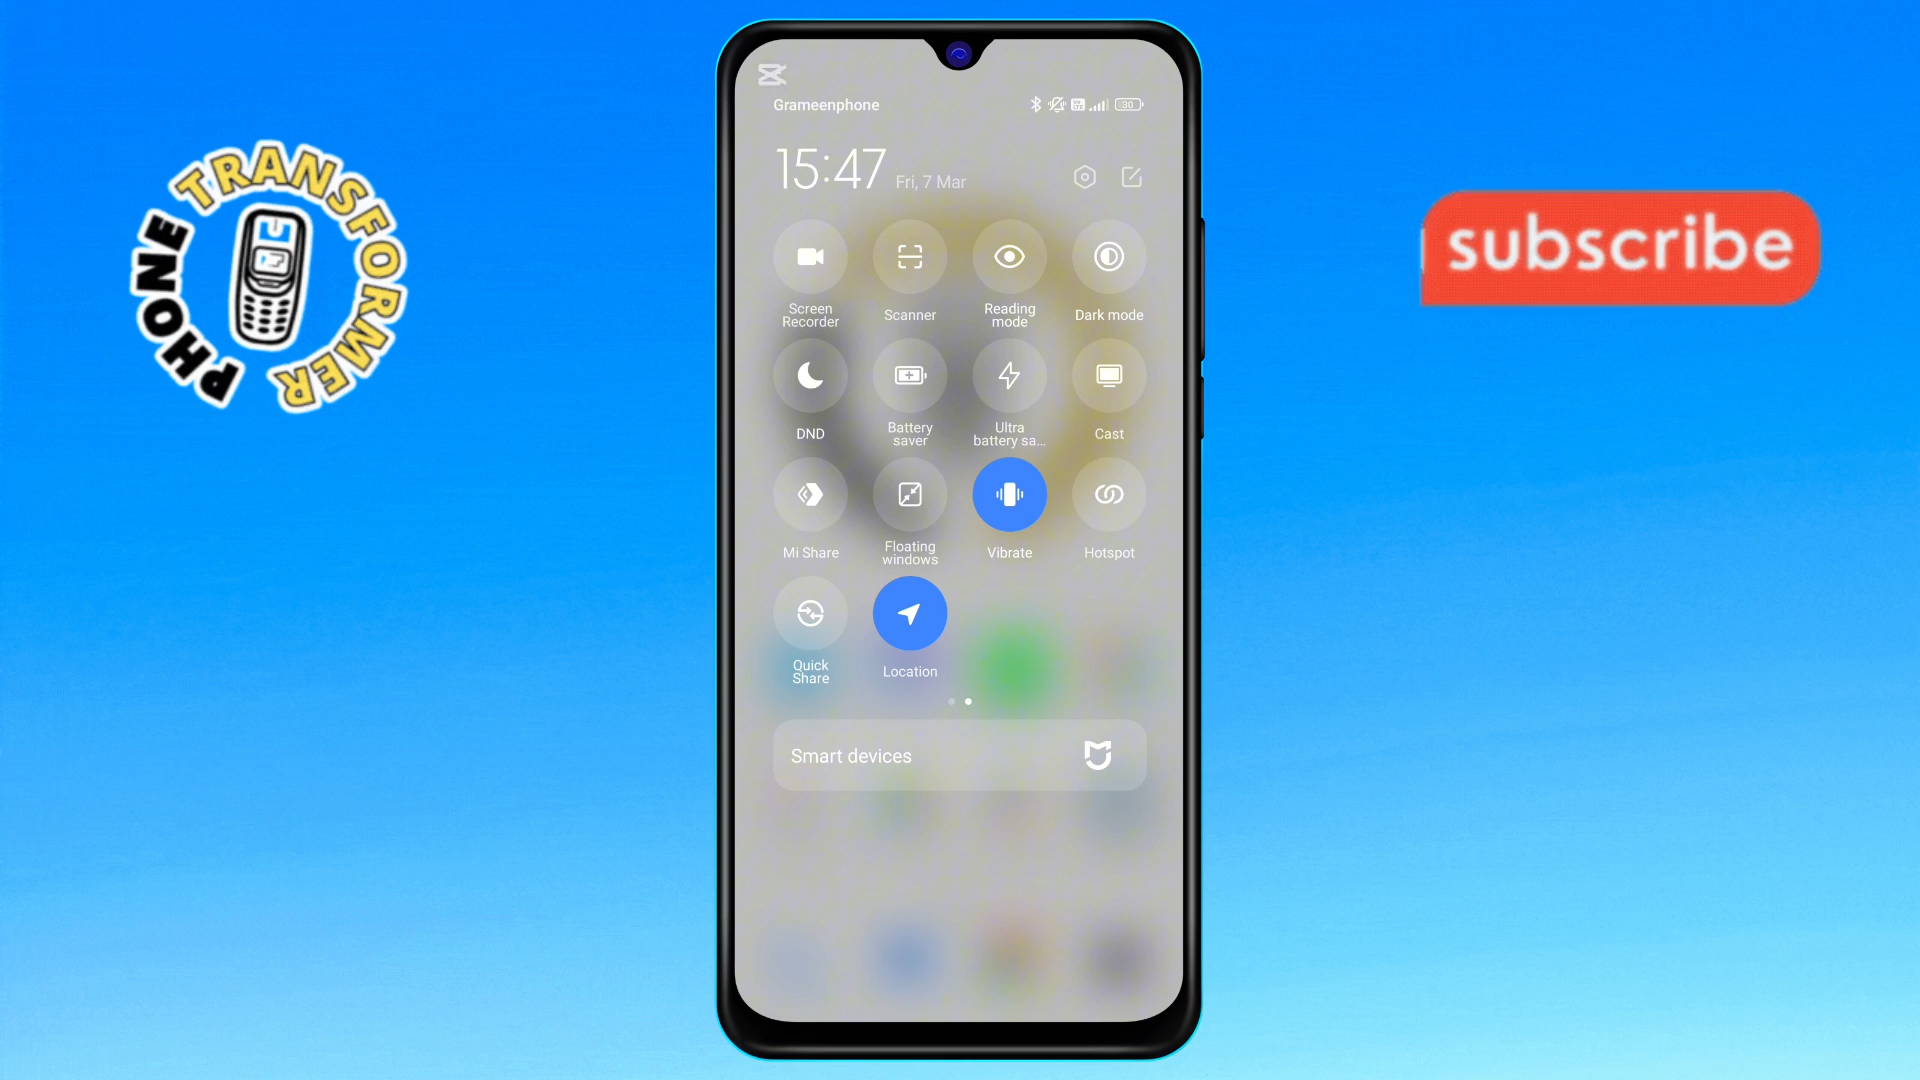 PHONE TRANSFORMER
subscribe
Grameenphone
30
15:47 Fri, 7 Mar
Screen
Recorder
Scanner
Reading
mode
Dark mode
DND
Battery
saver
Ultra
battery sa...
Cast
Mi Share
Floating
windows
Vibrate
Hotspot
Quick
Share
Location
Smart devices